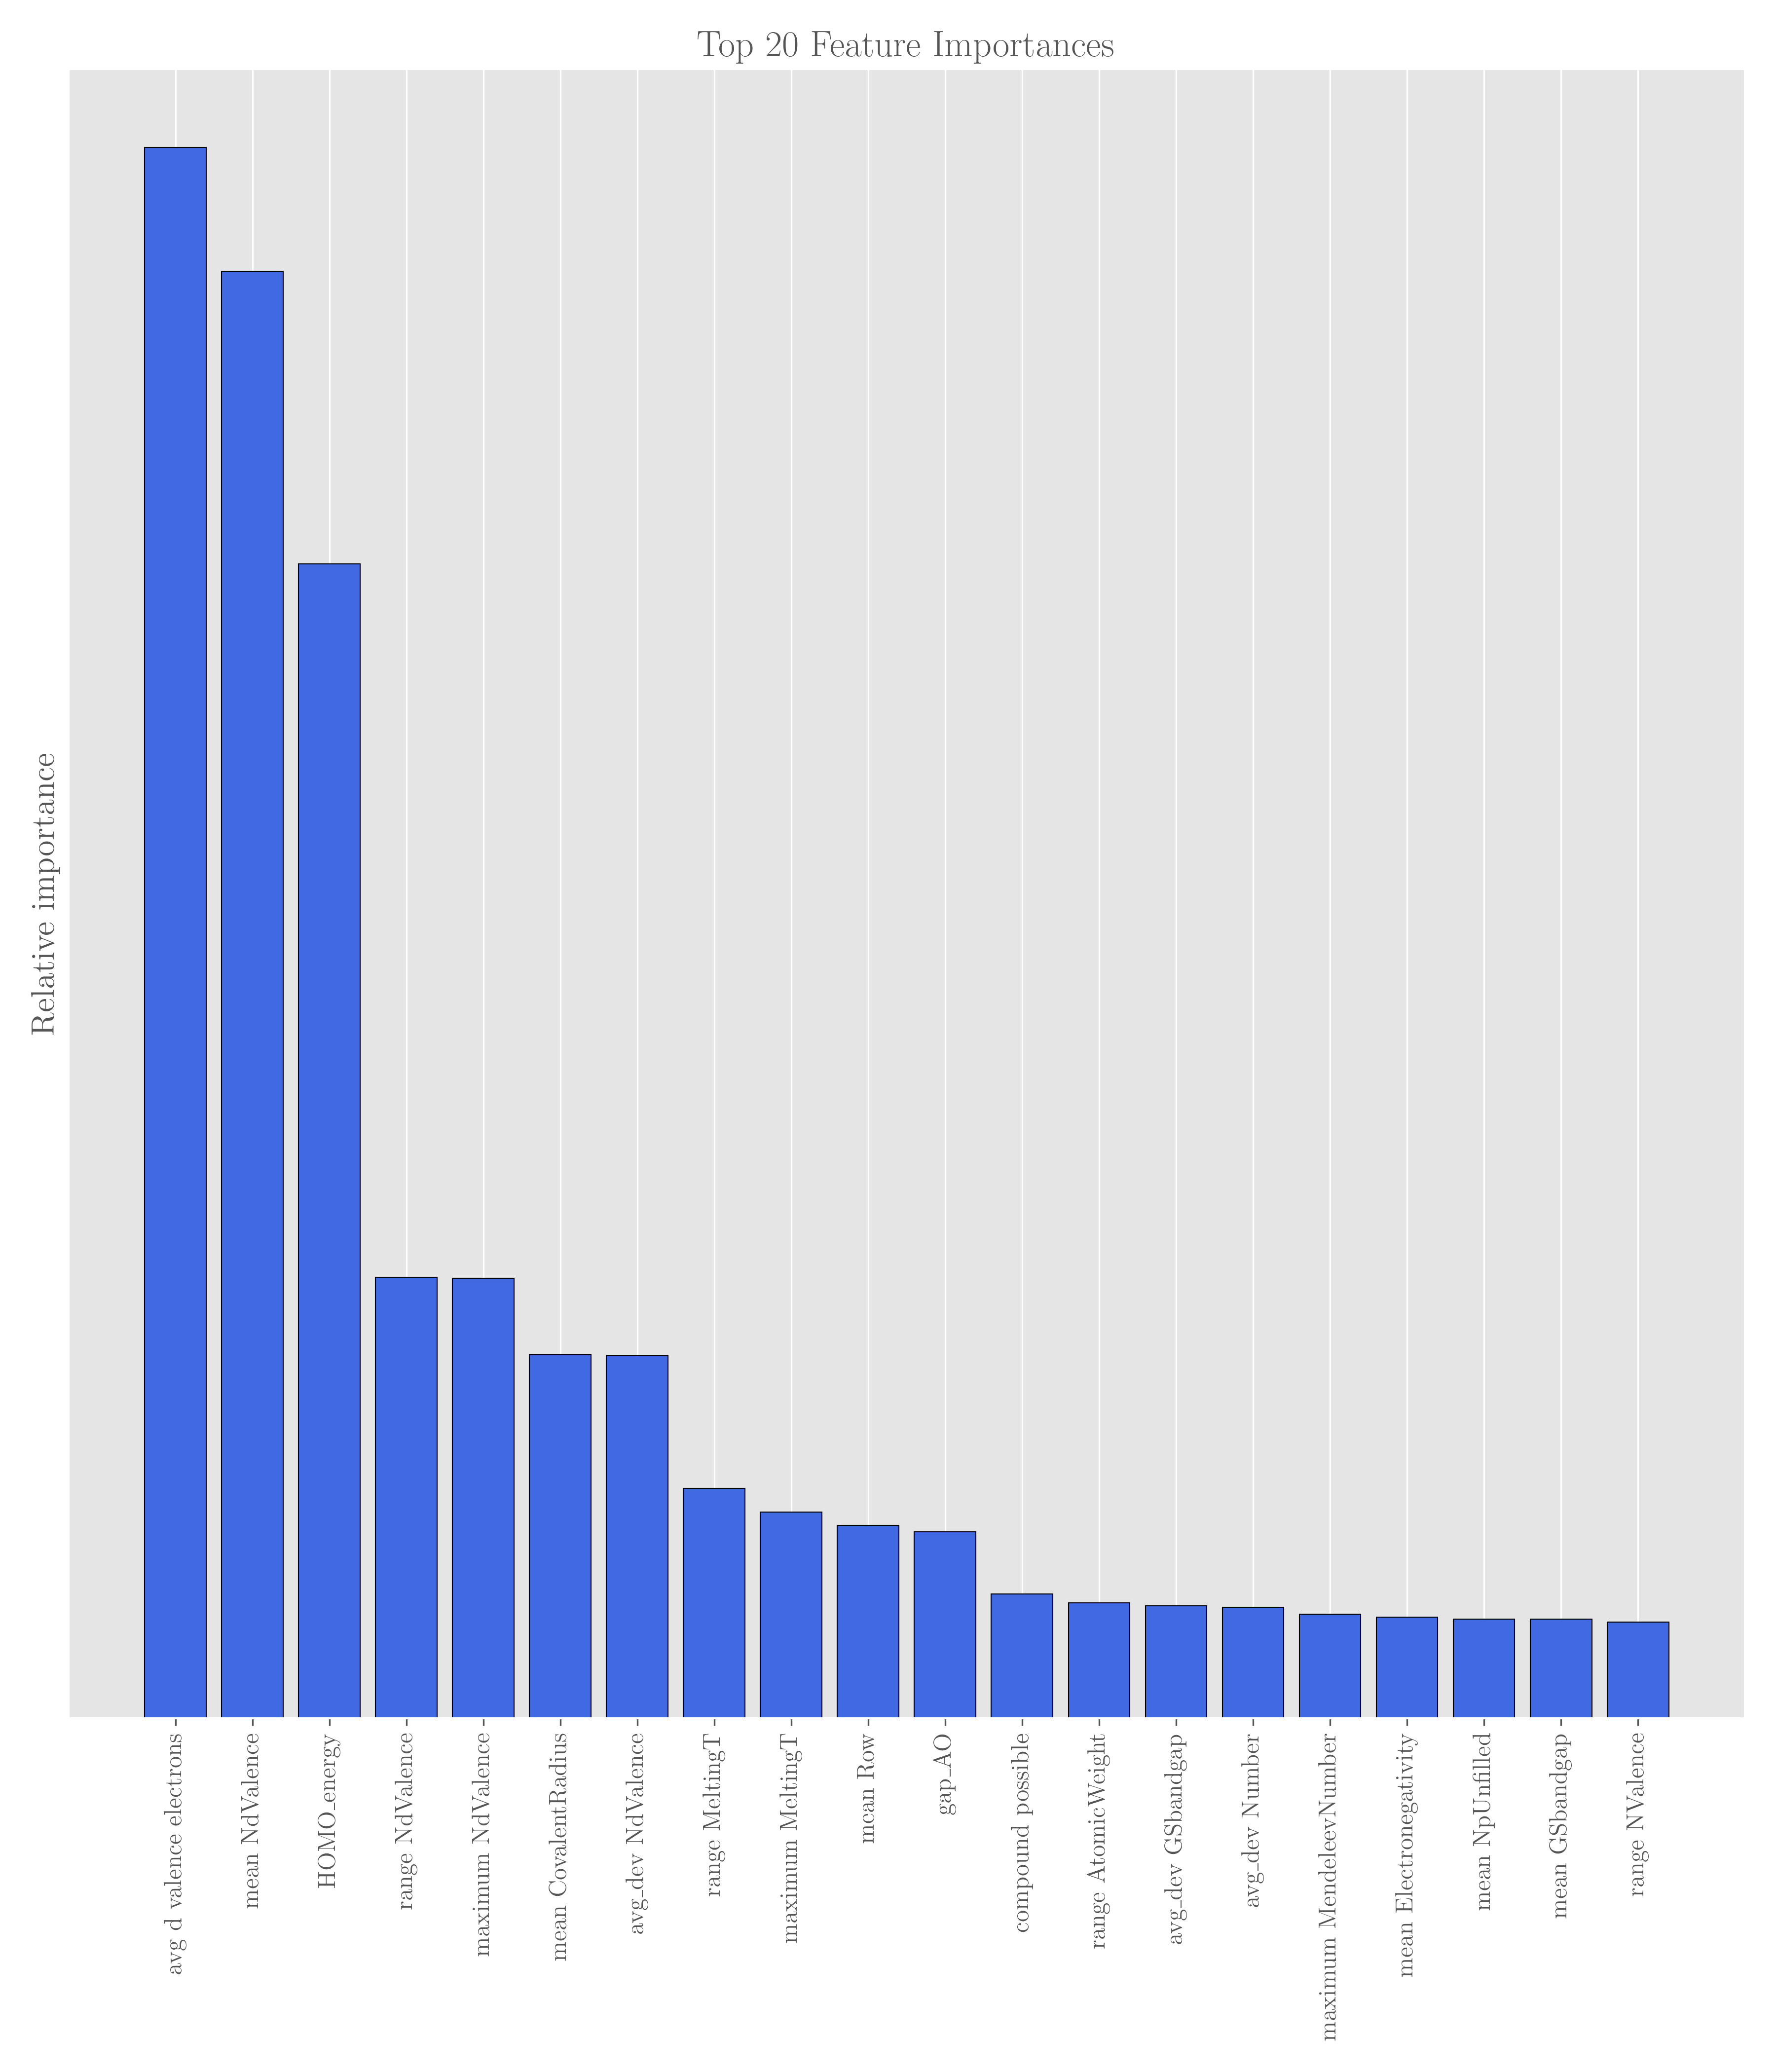 Top 20 Feature Importances
Relative importance
avg d valence electrons
mean NdValence
HOMO_energy
range NdValence
maximum NdValence
mean CovalentRadius
avg_dev NdValence
range MeltingT
maximum MeltingT
mean Row
gap_AO
compound possible
range AtomicWeight
avg_dev GSbandgap
avg_dev Number
maximum MendeleevNumber
mean Electronegativity
mean NpUnfilled
mean GSbandgap
range NValence